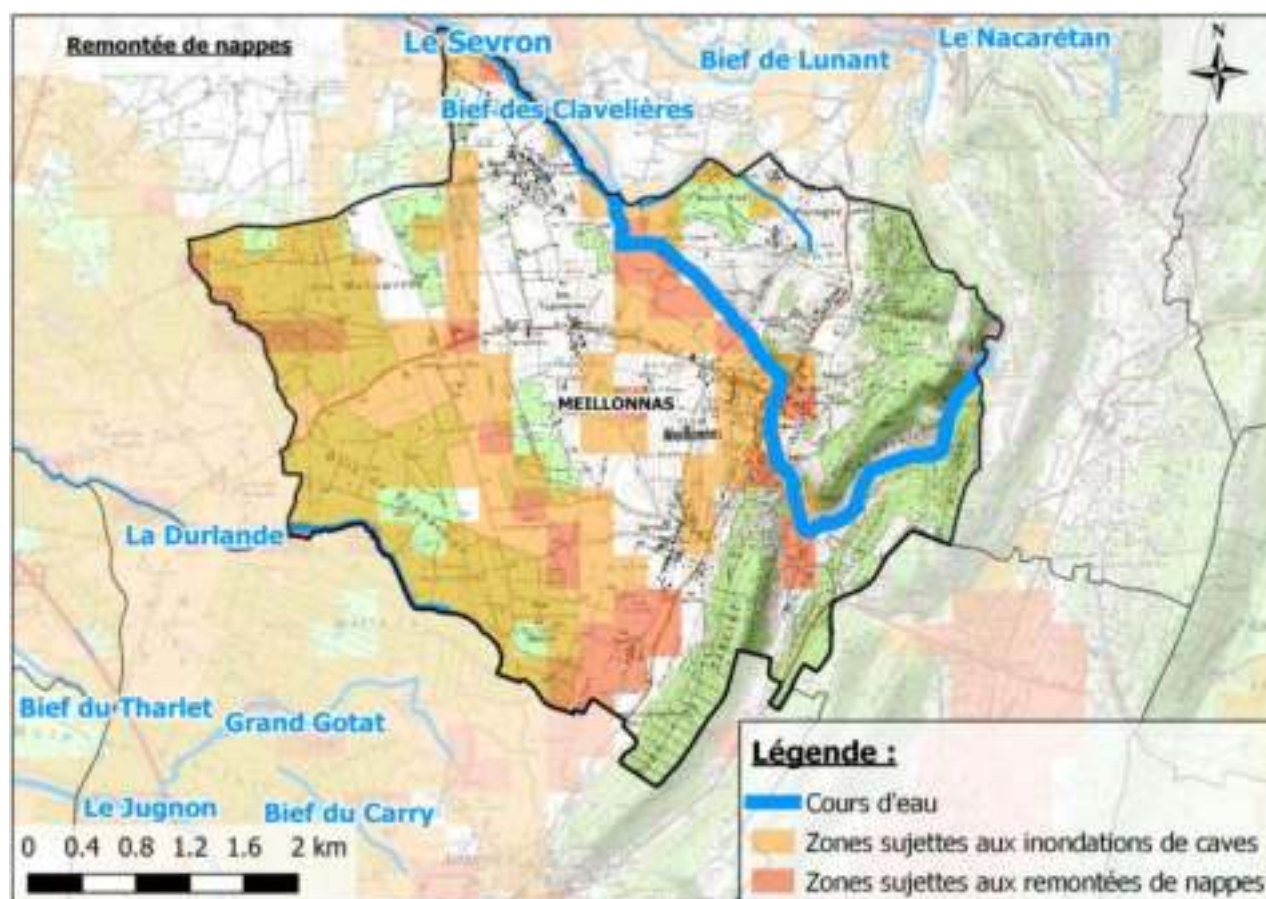 Remontée de nappes
Le Sevron
Le Nacarétan
Bief de Lunant
Bief des Clavelières
N
MEILLONNAS
La Durlande
Bief du Tharlet
Grand Gotat
Le Jugnon
Bief du Carry
0 0.4 0.8 1.2 1.6 2 km
Légende :
Cours d'eau
Zones sujettes aux inondations de caves
Zones sujettes aux remontées de nappes